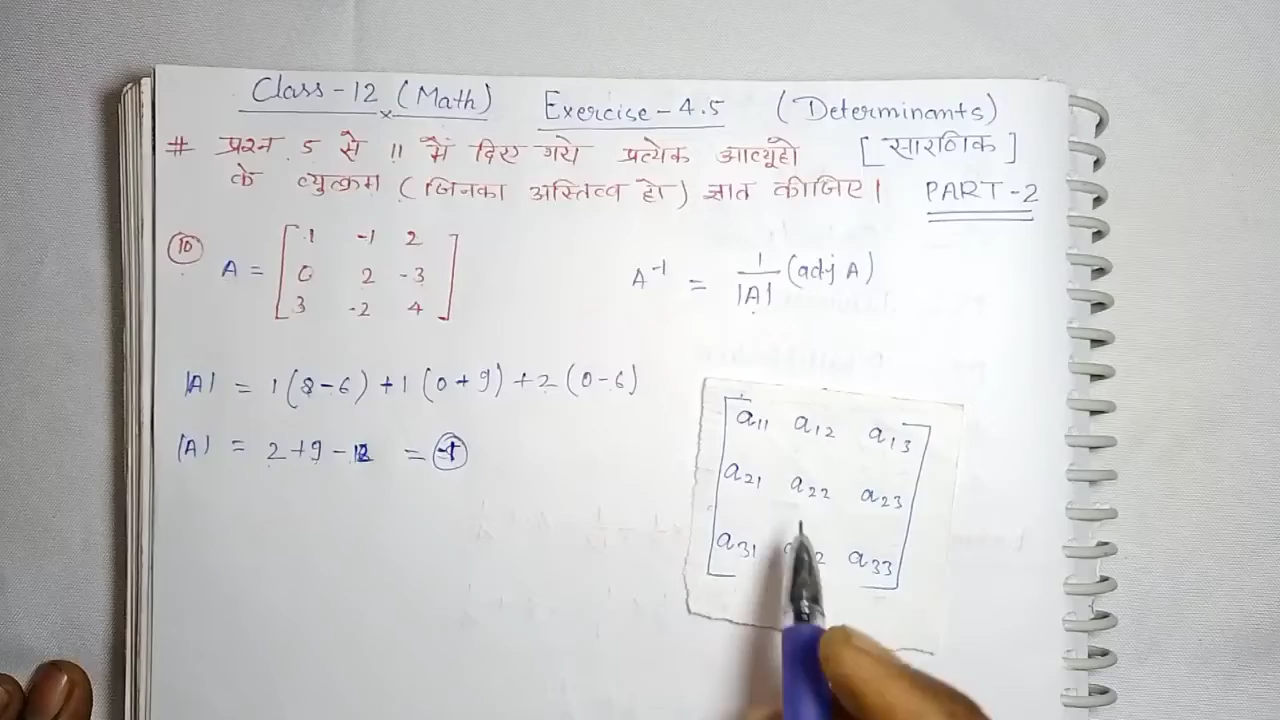 Class-12 (Math) Exercise-4.5 (Determinants)
# प्रश्न 5 से 11 में दिए गये प्रत्येक आव्यूहो [सारणिक]
के व्युत्क्रम (जिनका अस्तित्व हो) ज्ञात कीजिए। PART-2
10 A = [1 -1 2
0 2 -3
3 -2 4]
A⁻¹ = 1/|A| (adj A)
|A| = 1(8-6)+1(0+9)+2(0-6)
|A| = 2+9-12 = -1
[a11 a12 a13
a21 a22 a23
a31 a33]